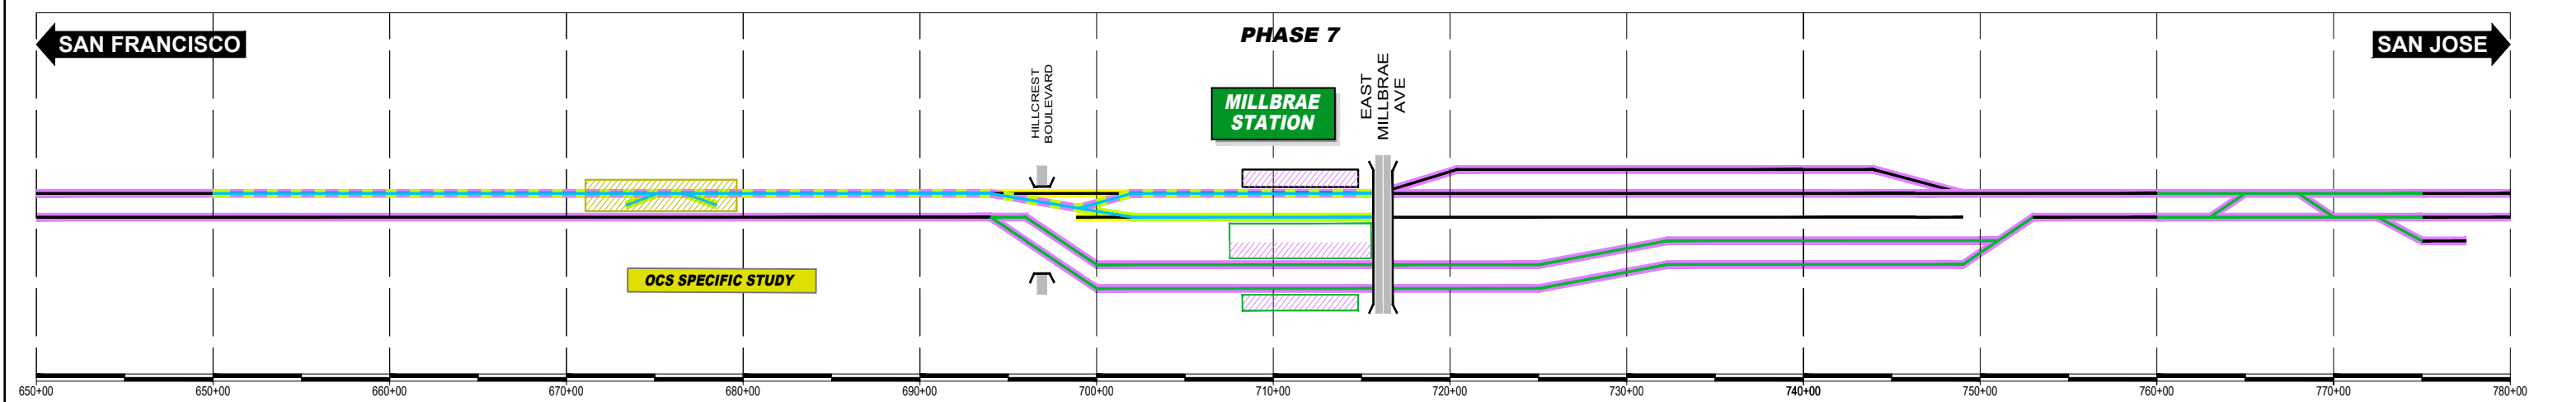 PHASE 7
SAN FRANCISCO
SAN JOSE
HILLCREST
BOULEVARD
MILLBRAE
STATION
EAST
MILLBRAE
AVE
OCS SPECIFIC STUDY
650+00
650+00
660+00
670+00
680+00
690+00
700+00
710+00
720+00
730+00
740+00
750+00
760+00
770+00
780+00